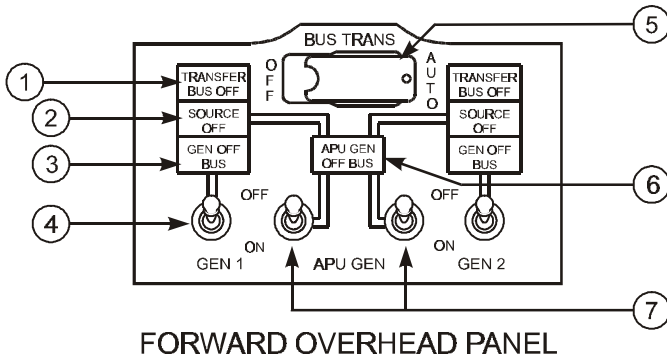 BUS TRANS
OFF
AUTO
TRANSFER
BUS OFF
SOURCE
OFF
GEN OFF
BUS
TRANSFER
BUS OFF
SOURCE
OFF
GEN OFF
BUS
APU GEN
OFF BUS
OFF
OFF
ON
ON
GEN 1
APU GEN
GEN 2
1
2
3
4
5
6
7
FORWARD OVERHEAD PANEL